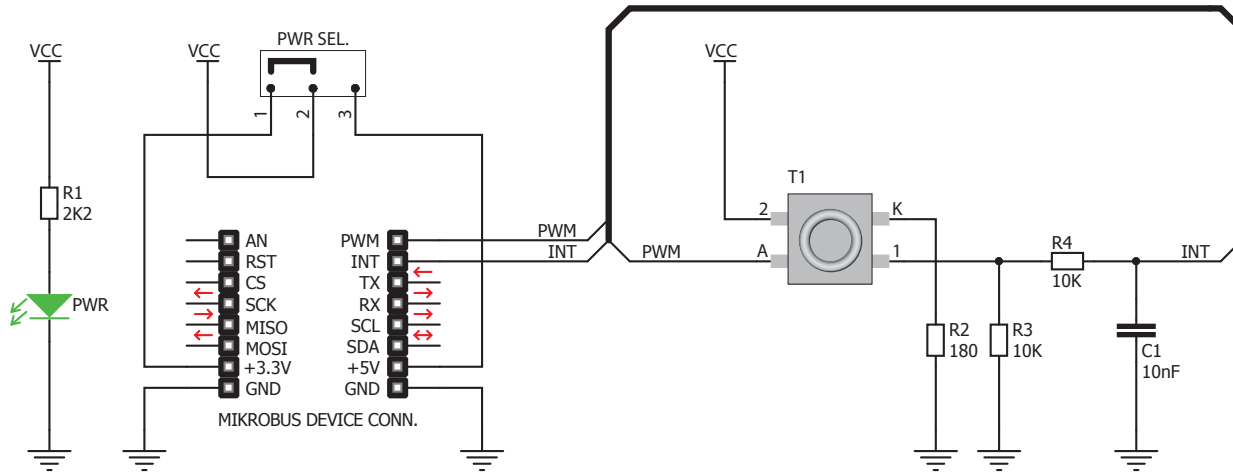 VCC
VCC
PWR SEL.
VCC
1
2
3
R1
2K2
T1
2
K
A
1
PWR
AN
RST
CS
SCK
MISO
MOSI
+3.3V
GND
PWM
INT
TX
RX
SCL
SDA
+5V
GND
MIKROBUS DEVICE CONN.
PWM
INT
PWM
R4
10K
INT
R2
180
R3
10K
C1
10nF